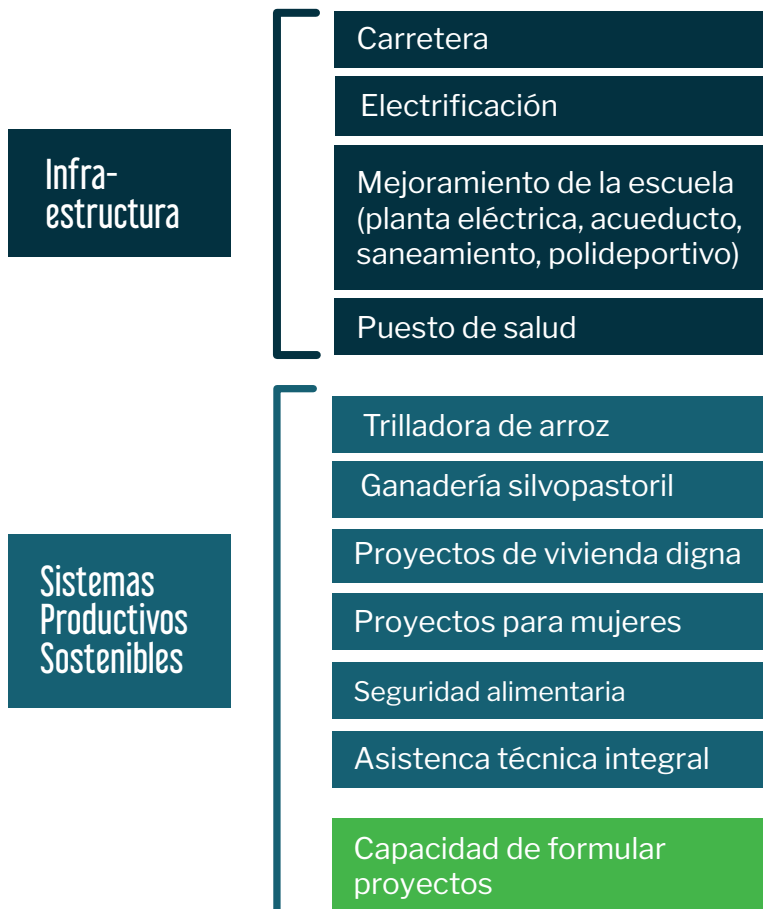 Infra-
estructura
Carretera
Electrificación
Mejoramiento de la escuela
(planta eléctrica, acueducto,
saneamiento, polideportivo)
Puesto de salud
Sistemas
Productivos
Sostenibles
Trilladora de arroz
Ganadería silvopastoril
Proyectos de vivienda digna
Proyectos para mujeres
Seguridad alimentaria
Asistenca técnica integral
Capacidad de formular
proyectos